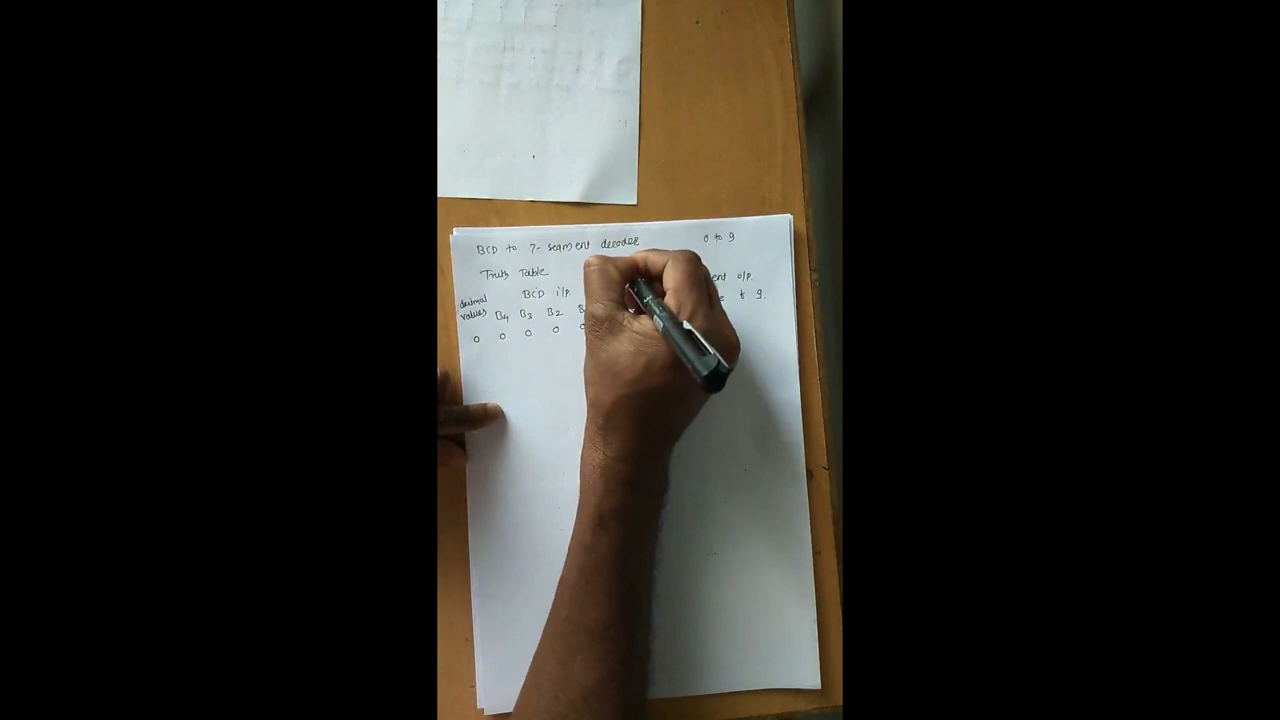 BCD to 7- segment decoder 0 to 9
Truth Table o/p.
decimal values BCD i/p. f g.
B4 B3 B2
0 0 0 0 0